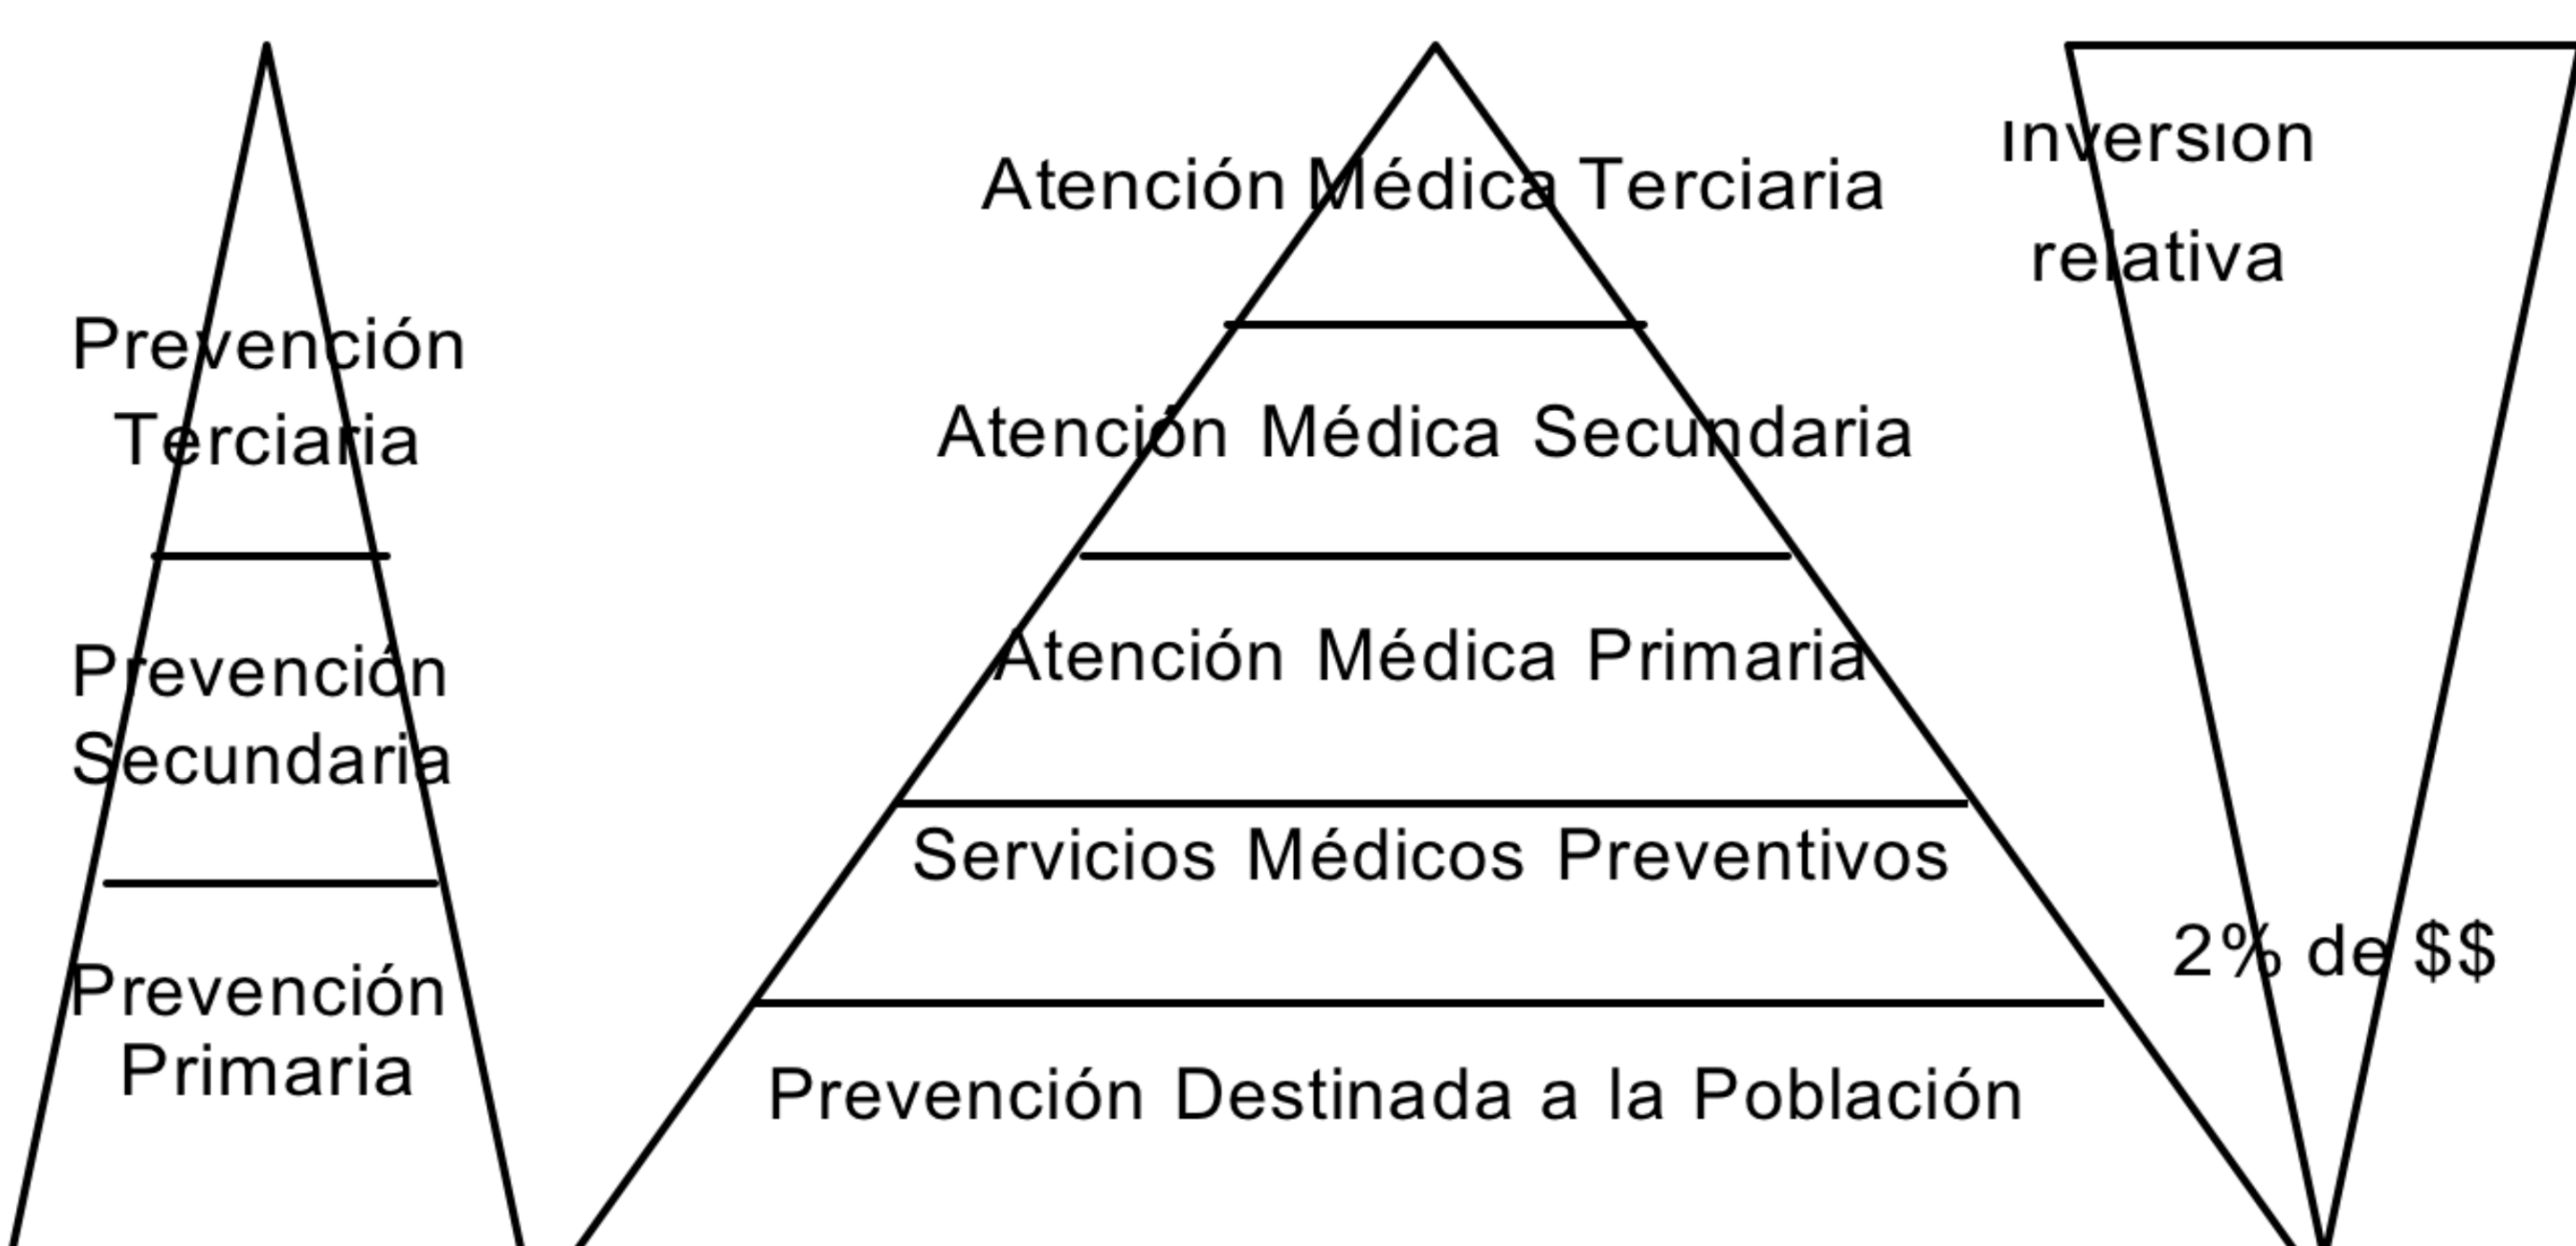 Prevención
Terciaria
Prevención
Secundaria
Prevención
Primaria
Atención Médica Terciaria
Atención Médica Secundaria
Atención Médica Primaria
Servicios Médicos Preventivos
Prevención Destinada a la Población
inversion
relativa
2% de $$